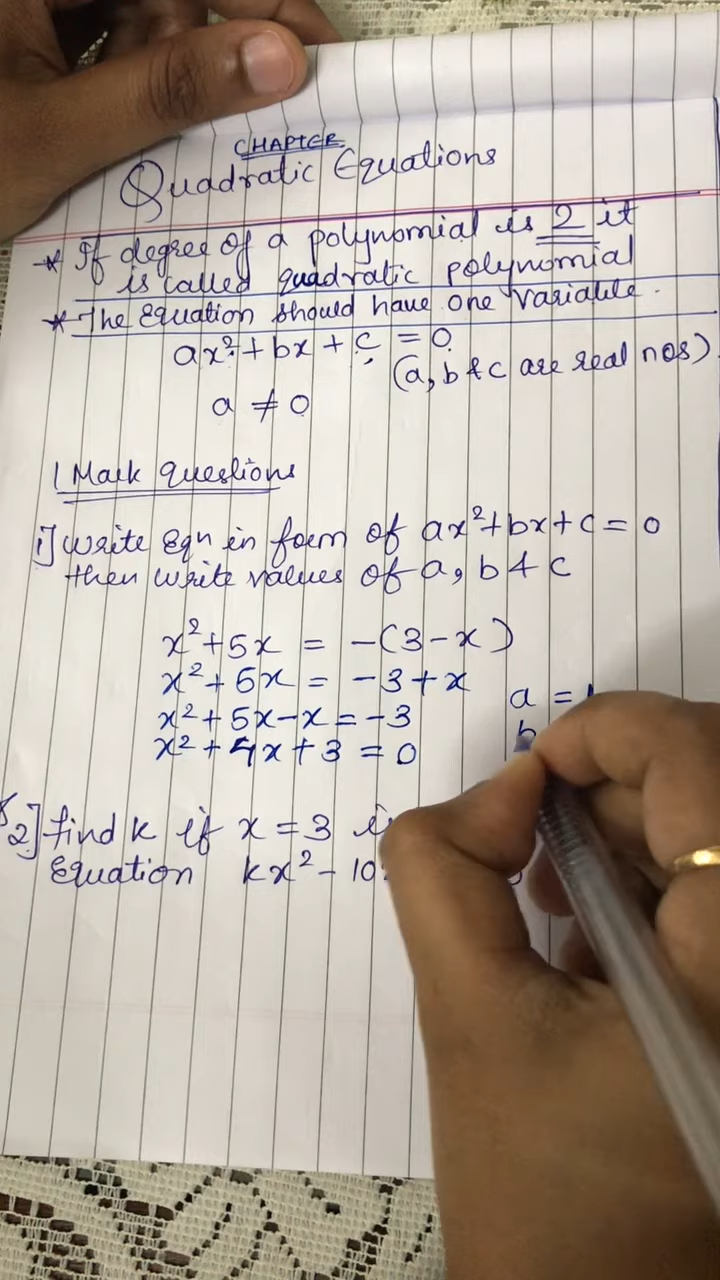 CHAPTER
Quadratic Equations
* If degree of a polynomial is 2 it
is called quadratic polynomial
* The Equation should have one variable.
ax²+bx+c = 0
(a, b & c are real nos)
a ≠ 0
1 Mark questions
1] write Eqn in form of ax²+bx+c = 0
then write values of a, b & c
x²+5x = -(3-x)
x²+5x = -3+x
x²+5x-x = -3
x²+4x+3 = 0
a =
b
2] find k if x = 3
Equation kx² - 10